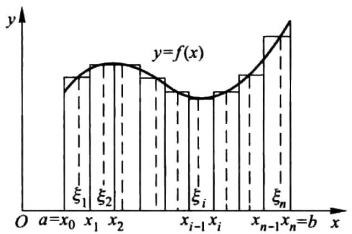 y
y=f(x)
ξ₁ ξ₂ ξᵢ ξₙ
O a=x₀ x₁ x₂ xᵢ₋₁ xᵢ xₙ₋₁ xₙ=b x